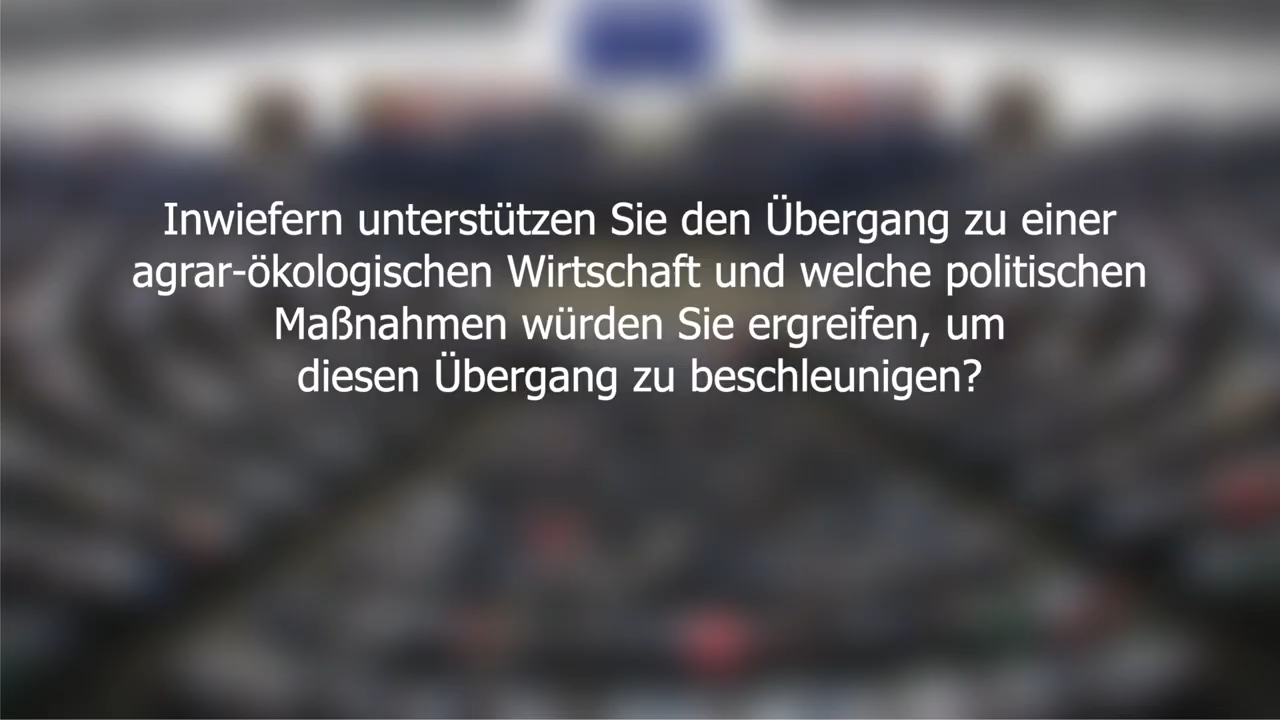 Inwiefern unterstützen Sie den Übergang zu einer
agrar-ökologischen Wirtschaft und welche politischen
Maßnahmen würden Sie ergreifen, um
diesen Übergang zu beschleunigen?